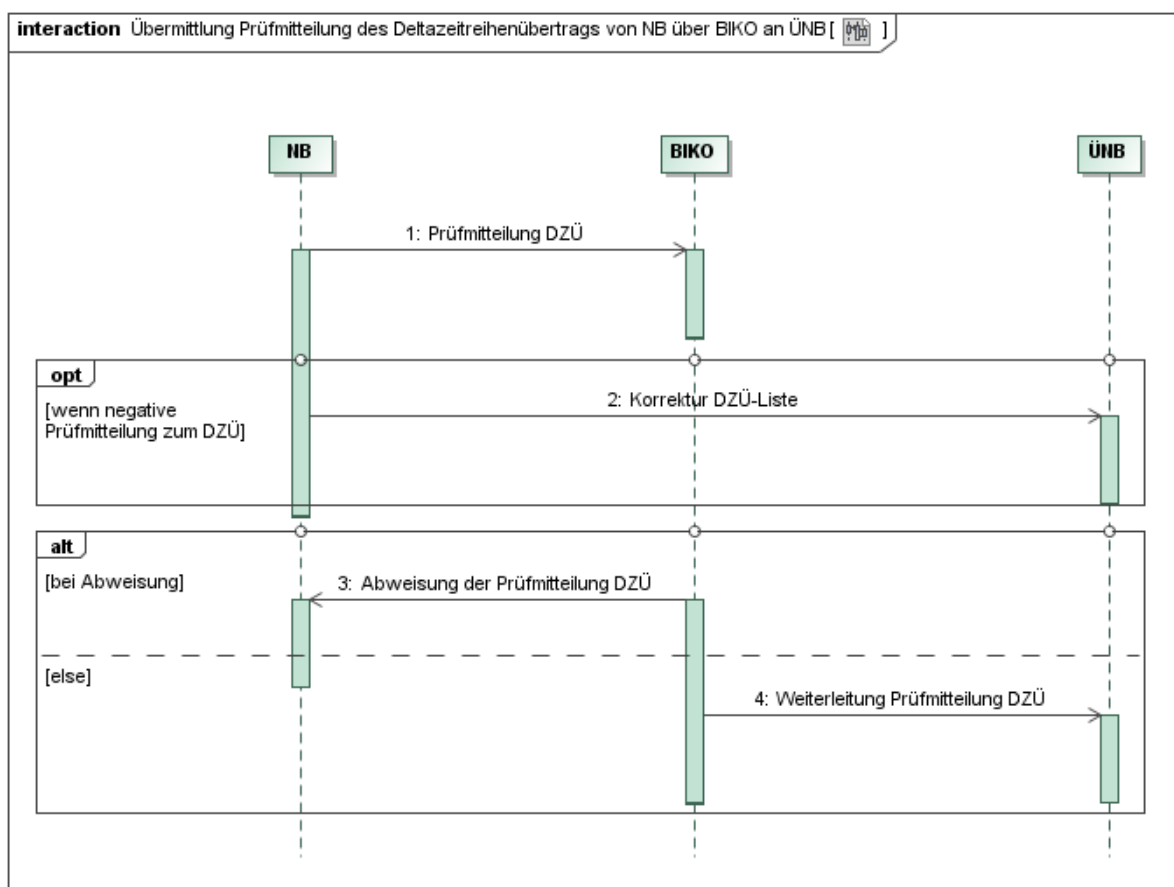 interaction Übermittlung Prüfmitteilung des Deltazeitreihenübertrags von NB über BIKO an ÜNB [ ]
NB
BIKO
ÜNB
1: Prüfmitteilung DZÜ
opt
[wenn negative
Prüfmitteilung zum DZÜ]
2: Korrektur DZÜ-Liste
alt
[bei Abweisung]
3: Abweisung der Prüfmitteilung DZÜ
[else]
4: Weiterleitung Prüfmitteilung DZÜ